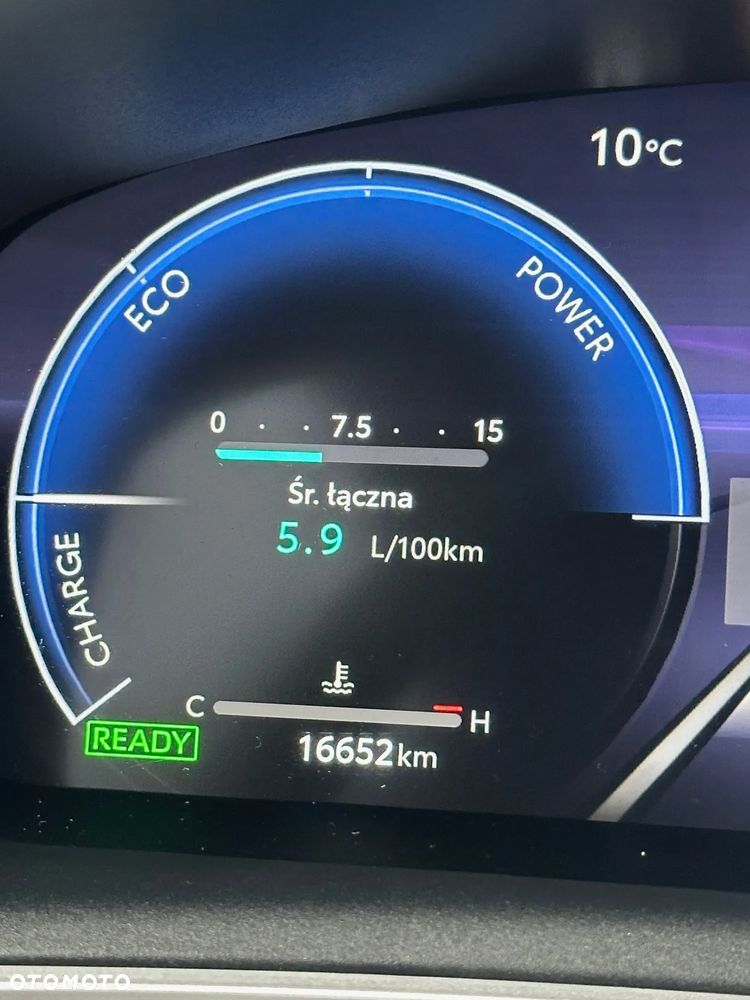 10°C
ECO
POWER
0 · · 7.5 · · 15
Śr. łączna
5.9 L/100km
CHARGE
C H
READY
16652km
OTOMOTO